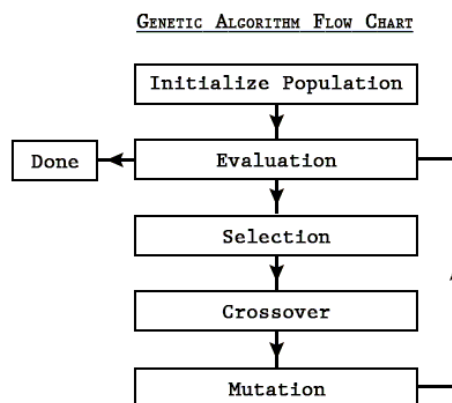 Genetic Algorithm Flow Chart
Initialize Population
Done
Evaluation
Selection
Crossover
Mutation